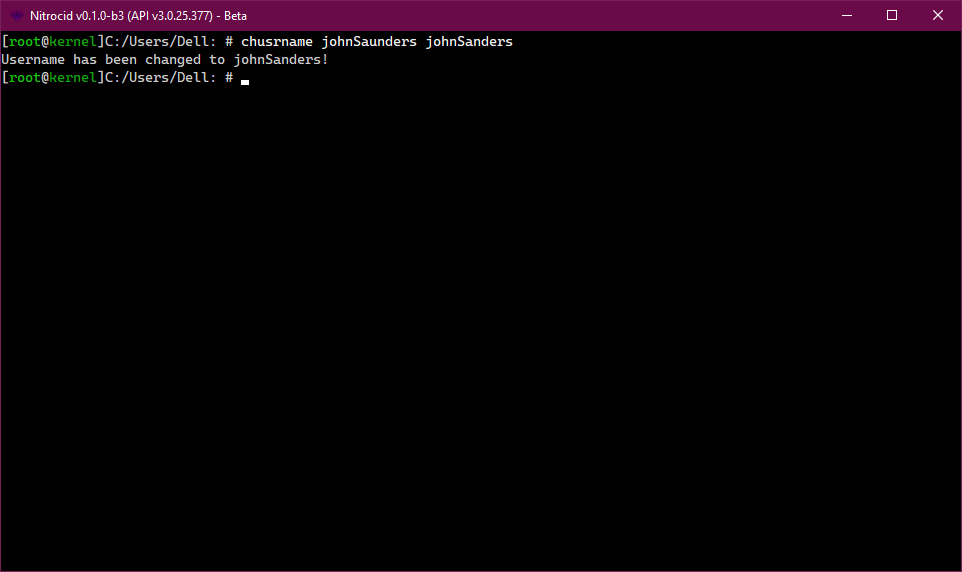 Nitrocid v0.1.0-b3 (API v3.0.25.377) - Beta
[root@kernel]C:/Users/Dell: # chusrname johnSaunders johnSanders
Username has been changed to johnSanders!
[root@kernel]C:/Users/Dell: #